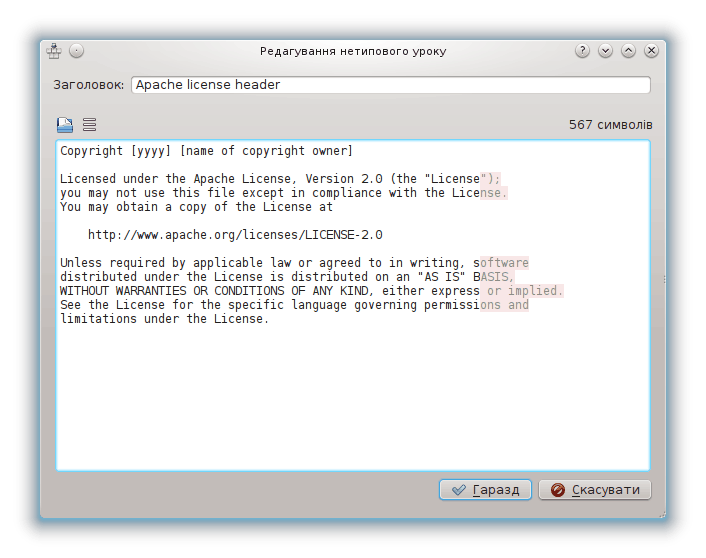 Редагування нетипового уроку
Заголовок: Apache license header
567 символів
Copyright [yyyy] [name of copyright owner]
Licensed under the Apache License, Version 2.0 (the "License");
you may not use this file except in compliance with the License.
You may obtain a copy of the License at
http://www.apache.org/licenses/LICENSE-2.0
Unless required by applicable law or agreed to in writing, software
distributed under the License is distributed on an "AS IS" BASIS,
WITHOUT WARRANTIES OR CONDITIONS OF ANY KIND, either express or implied.
See the License for the specific language governing permissions and
limitations under the License.
Гаразд Скасувати